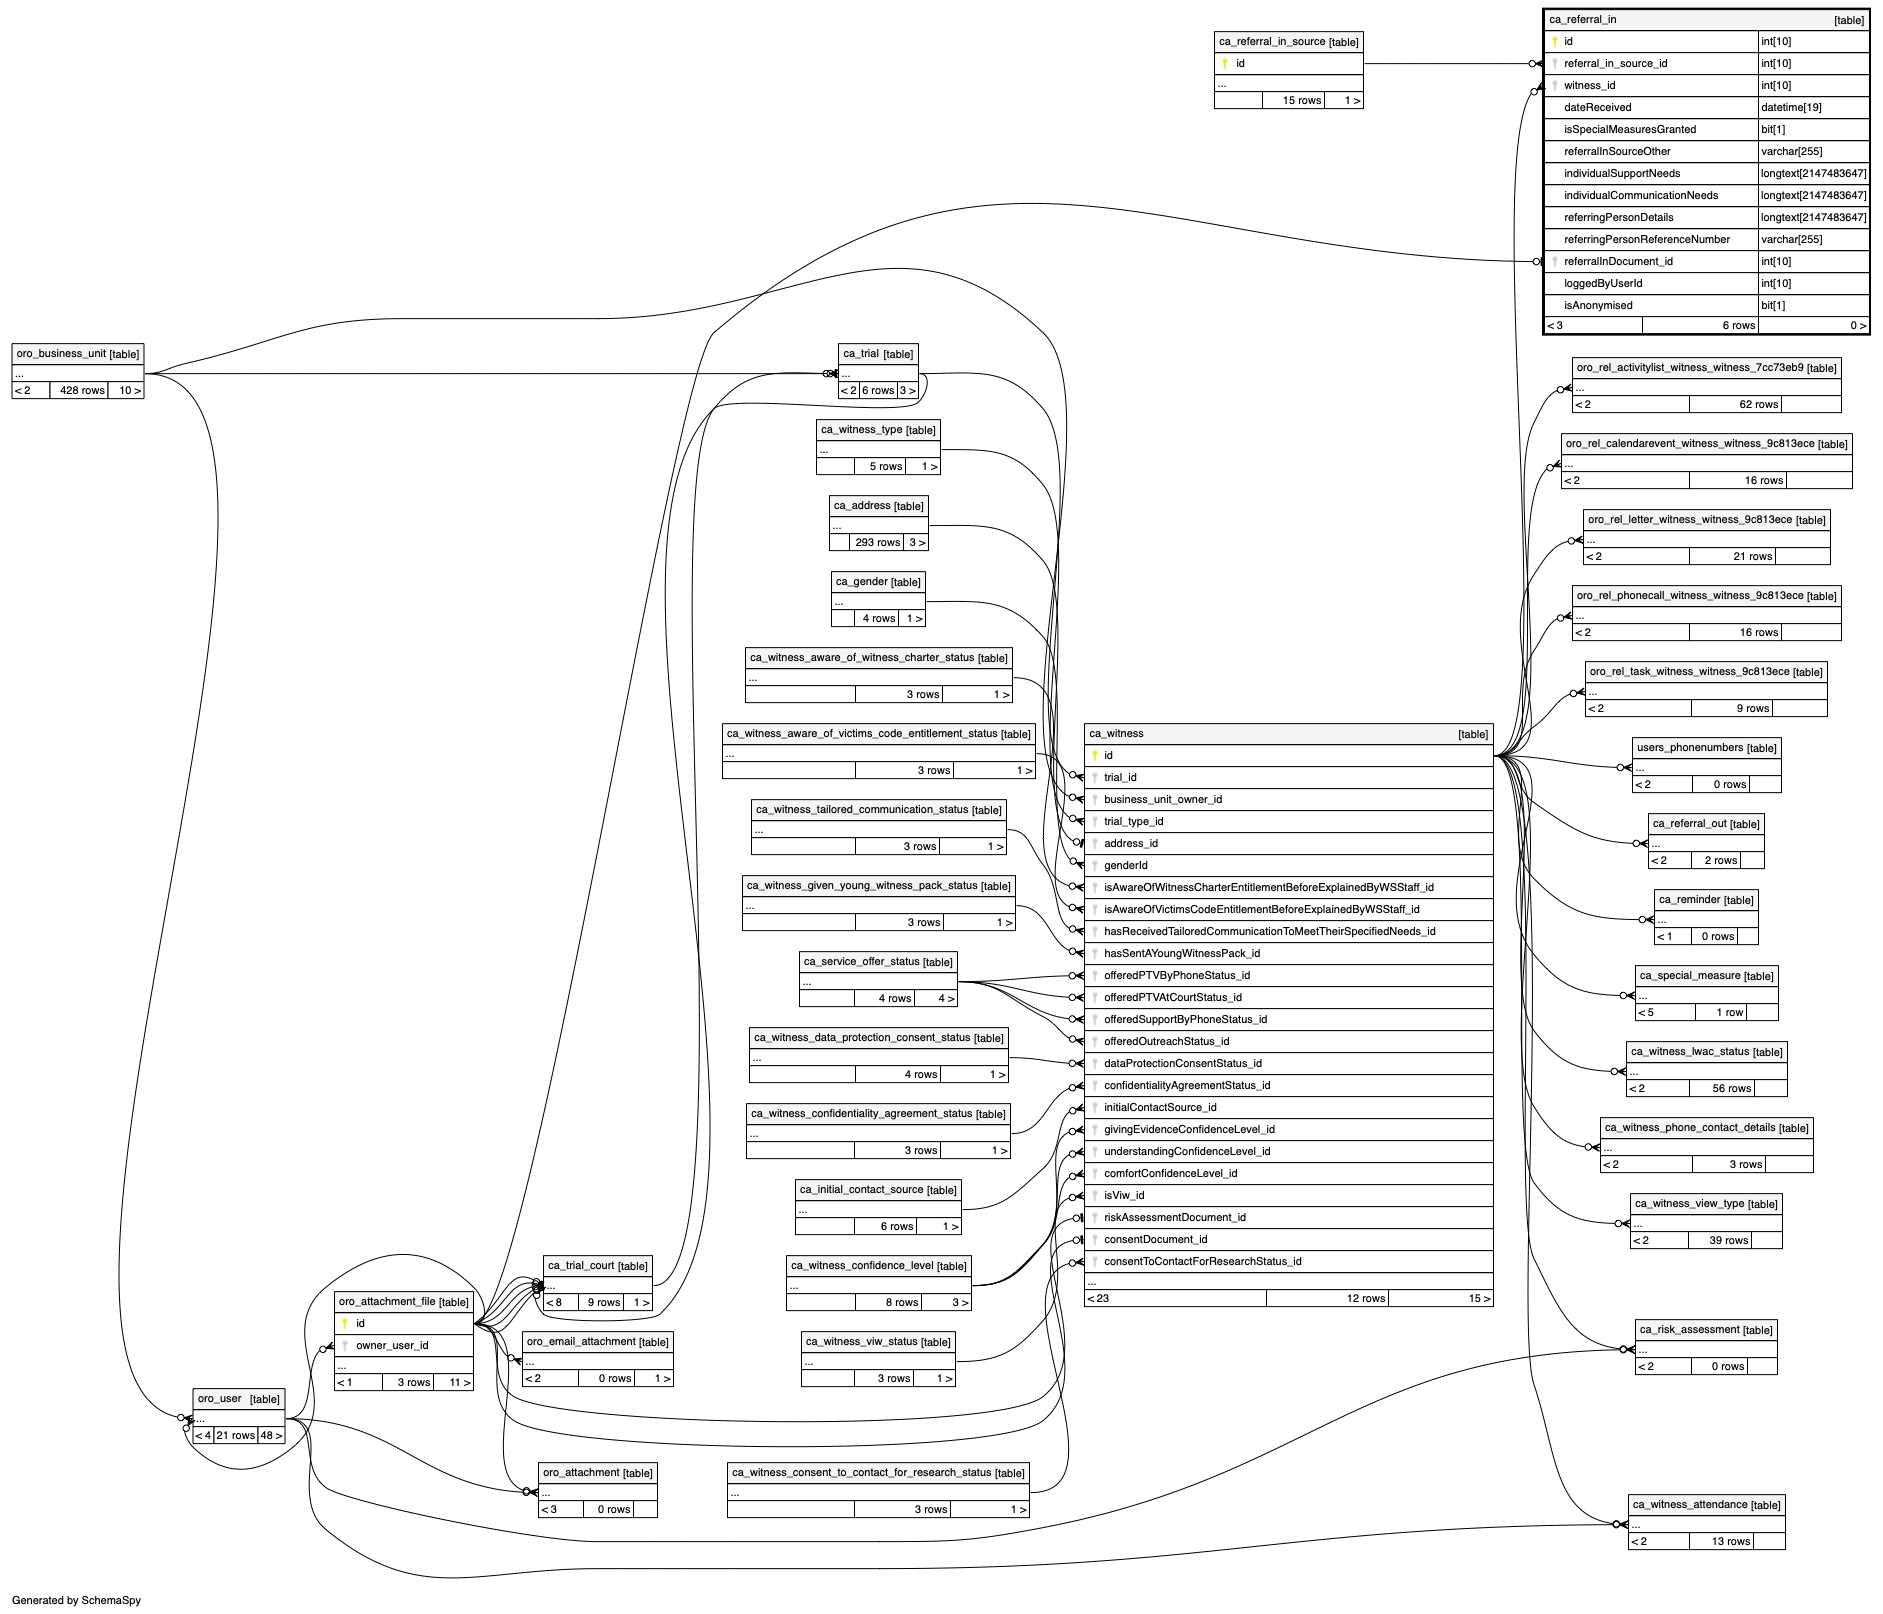 ca_referral_in [table]
id int[10]
referral_in_source_id int[10]
witness_id int[10]
dateReceived datetime[19]
isSpecialMeasuresGranted bit[1]
referralInSourceOther varchar[255]
individualSupportNeeds longtext[2147483647]
individualCommunicationNeeds longtext[2147483647]
referringPersonDetails longtext[2147483647]
referringPersonReferenceNumber varchar[255]
referralInDocument_id int[10]
loggedByUserId int[10]
isAnonymised bit[1]
< 3 6 rows 0 >
ca_referral_in_source [table]
id
...
15 rows 1 >
oro_business_unit [table]
...
< 2 428 rows 10 >
ca_trial [table]
...
< 2 6 rows 3 >
ca_witness_type [table]
...
5 rows 1 >
ca_address [table]
...
293 rows 3 >
ca_gender [table]
...
4 rows 1 >
ca_witness_aware_of_witness_charter_status [table]
...
3 rows 1 >
ca_witness_aware_of_victims_code_entitlement_status [table]
...
3 rows 1 >
ca_witness_tailored_communication_status [table]
...
3 rows 1 >
ca_witness_given_young_witness_pack_status [table]
...
3 rows 1 >
ca_service_offer_status [table]
...
4 rows 4 >
ca_witness_data_protection_consent_status [table]
...
4 rows 1 >
ca_witness_confidentiality_agreement_status [table]
...
3 rows 1 >
ca_initial_contact_source [table]
...
6 rows 1 >
ca_witness_confidence_level [table]
...
8 rows 3 >
ca_witness_viw_status [table]
...
3 rows 1 >
ca_witness_consent_to_contact_for_research_status [table]
...
3 rows 1 >
ca_trial_court [table]
...
< 8 9 rows 1 >
oro_attachment_file [table]
id
owner_user_id
...
< 1 3 rows 11 >
oro_email_attachment [table]
...
< 2 0 rows 1 >
oro_user [table]
...
< 4 21 rows 48 >
oro_attachment [table]
...
< 3 0 rows
ca_witness [table]
id
trial_id
business_unit_owner_id
trial_type_id
address_id
genderId
isAwareOfWitnessCharterEntitlementBeforeExplainedByWSStaff_id
isAwareOfVictimsCodeEntitlementBeforeExplainedByWSStaff_id
hasReceivedTailoredCommunicationToMeetTheirSpecifiedNeeds_id
hasSentAYoungWitnessPack_id
offeredPTVByPhoneStatus_id
offeredPTVAtCourtStatus_id
offeredSupportByPhoneStatus_id
offeredOutreachStatus_id
dataProtectionConsentStatus_id
confidentialityAgreementStatus_id
initialContactSource_id
givingEvidenceConfidenceLevel_id
understandingConfidenceLevel_id
comfortConfidenceLevel_id
isViw_id
riskAssessmentDocument_id
consentDocument_id
consentToContactForResearchStatus_id
...
< 23 12 rows 15 >
oro_rel_activitylist_witness_witness_7cc73eb9 [table]
...
< 2 62 rows
oro_rel_calendarevent_witness_witness_9c813ece [table]
...
< 2 16 rows
oro_rel_letter_witness_witness_9c813ece [table]
...
< 2 21 rows
oro_rel_phonecall_witness_witness_9c813ece [table]
...
< 2 16 rows
oro_rel_task_witness_witness_9c813ece [table]
...
< 2 9 rows
users_phonenumbers [table]
...
< 2 0 rows
ca_referral_out [table]
...
< 2 2 rows
ca_reminder [table]
...
< 1 0 rows
ca_special_measure [table]
...
< 5 1 row
ca_witness_lwac_status [table]
...
< 2 56 rows
ca_witness_phone_contact_details [table]
...
< 2 3 rows
ca_witness_view_type [table]
...
< 2 39 rows
ca_risk_assessment [table]
...
< 2 0 rows
ca_witness_attendance [table]
...
< 2 13 rows
Generated by SchemaSpy